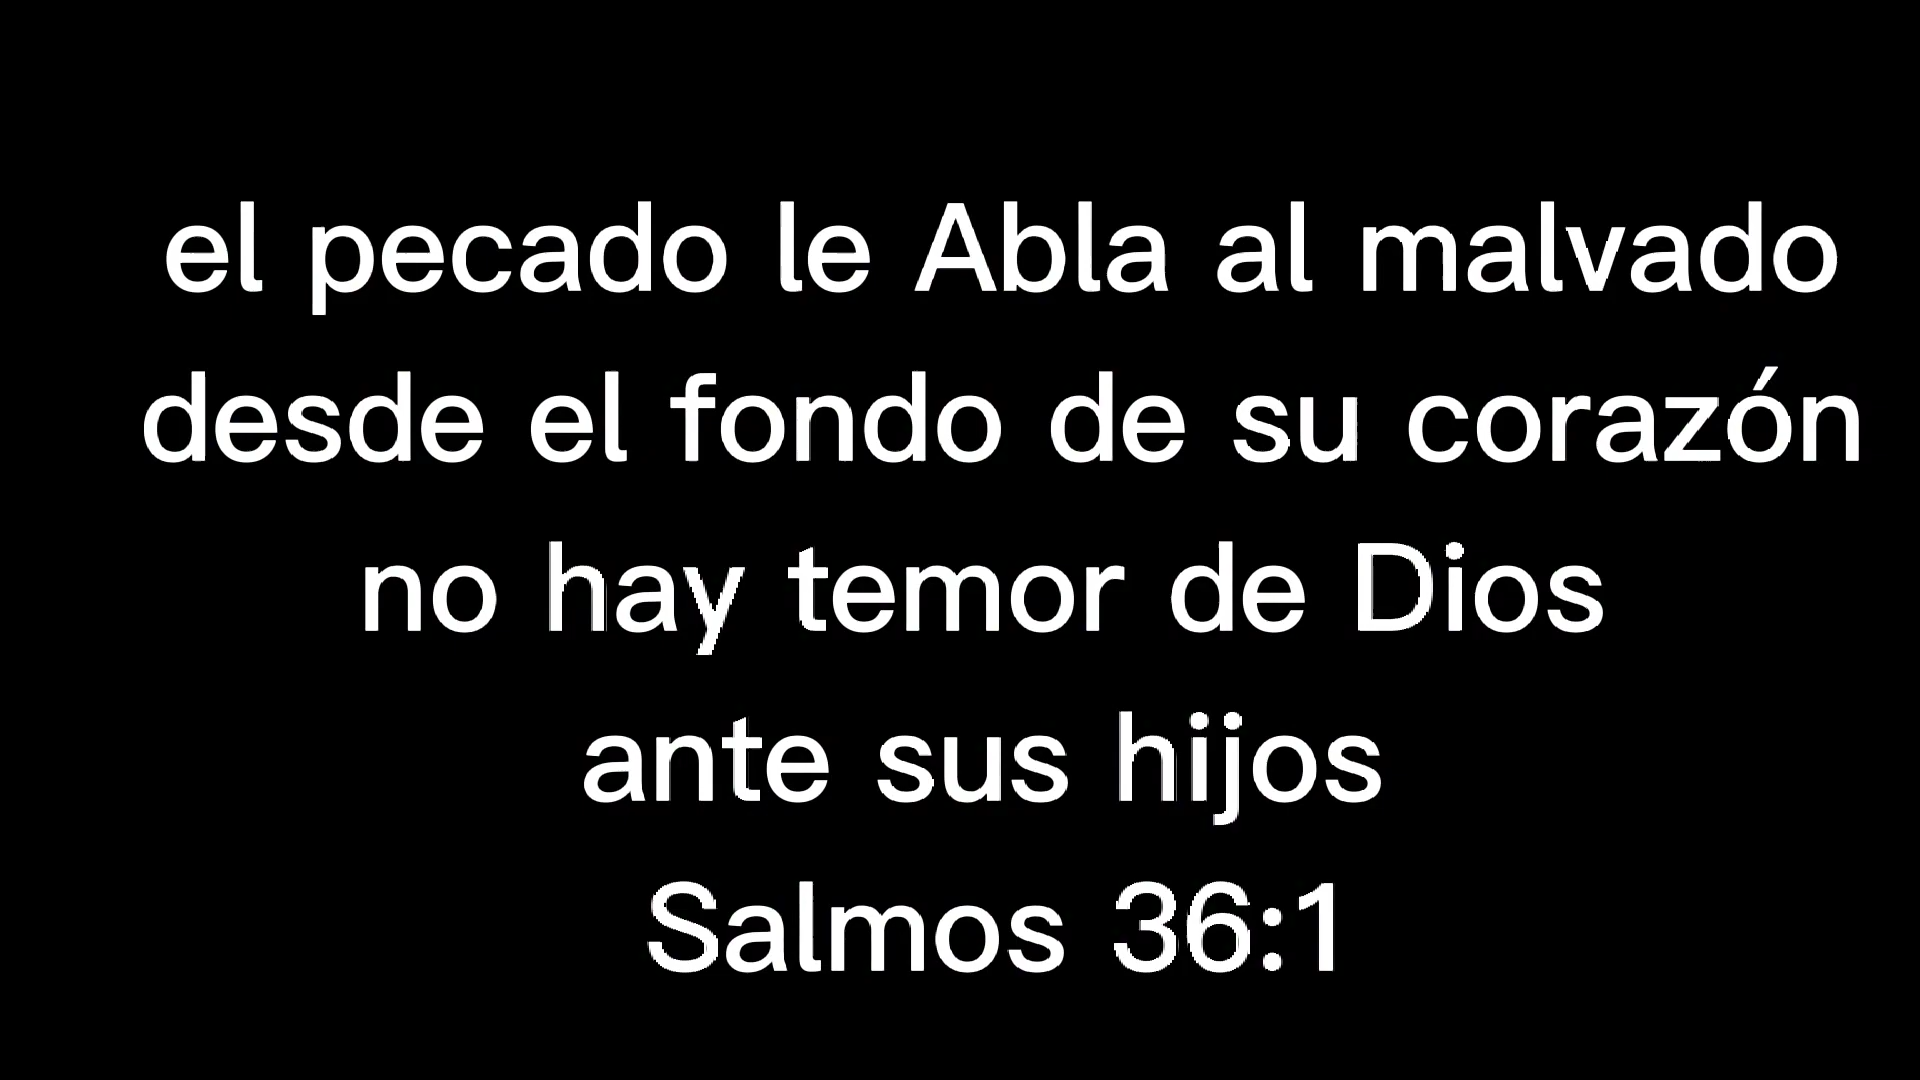 el pecado le Abla al malvado
desde el fondo de su corazón
no hay temor de Dios
ante sus hijos
Salmos 36:1